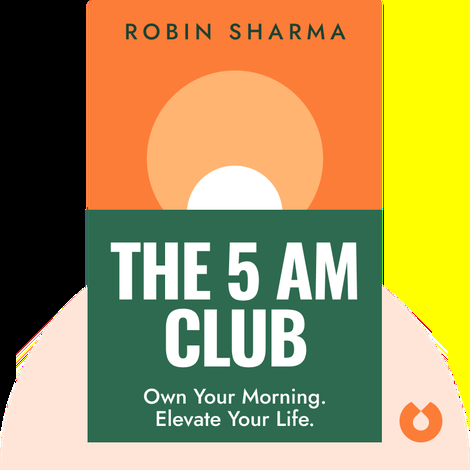 ROBIN SHARMA
THE 5 AM
CLUB
Own Your Morning.
Elevate Your Life.